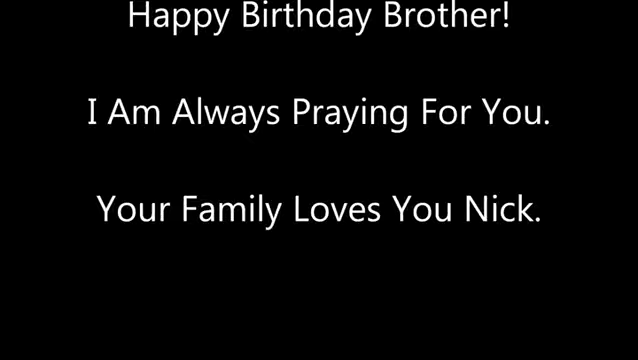 Happy Birthday Brother!
I Am Always Praying For You.
Your Family Loves You Nick.